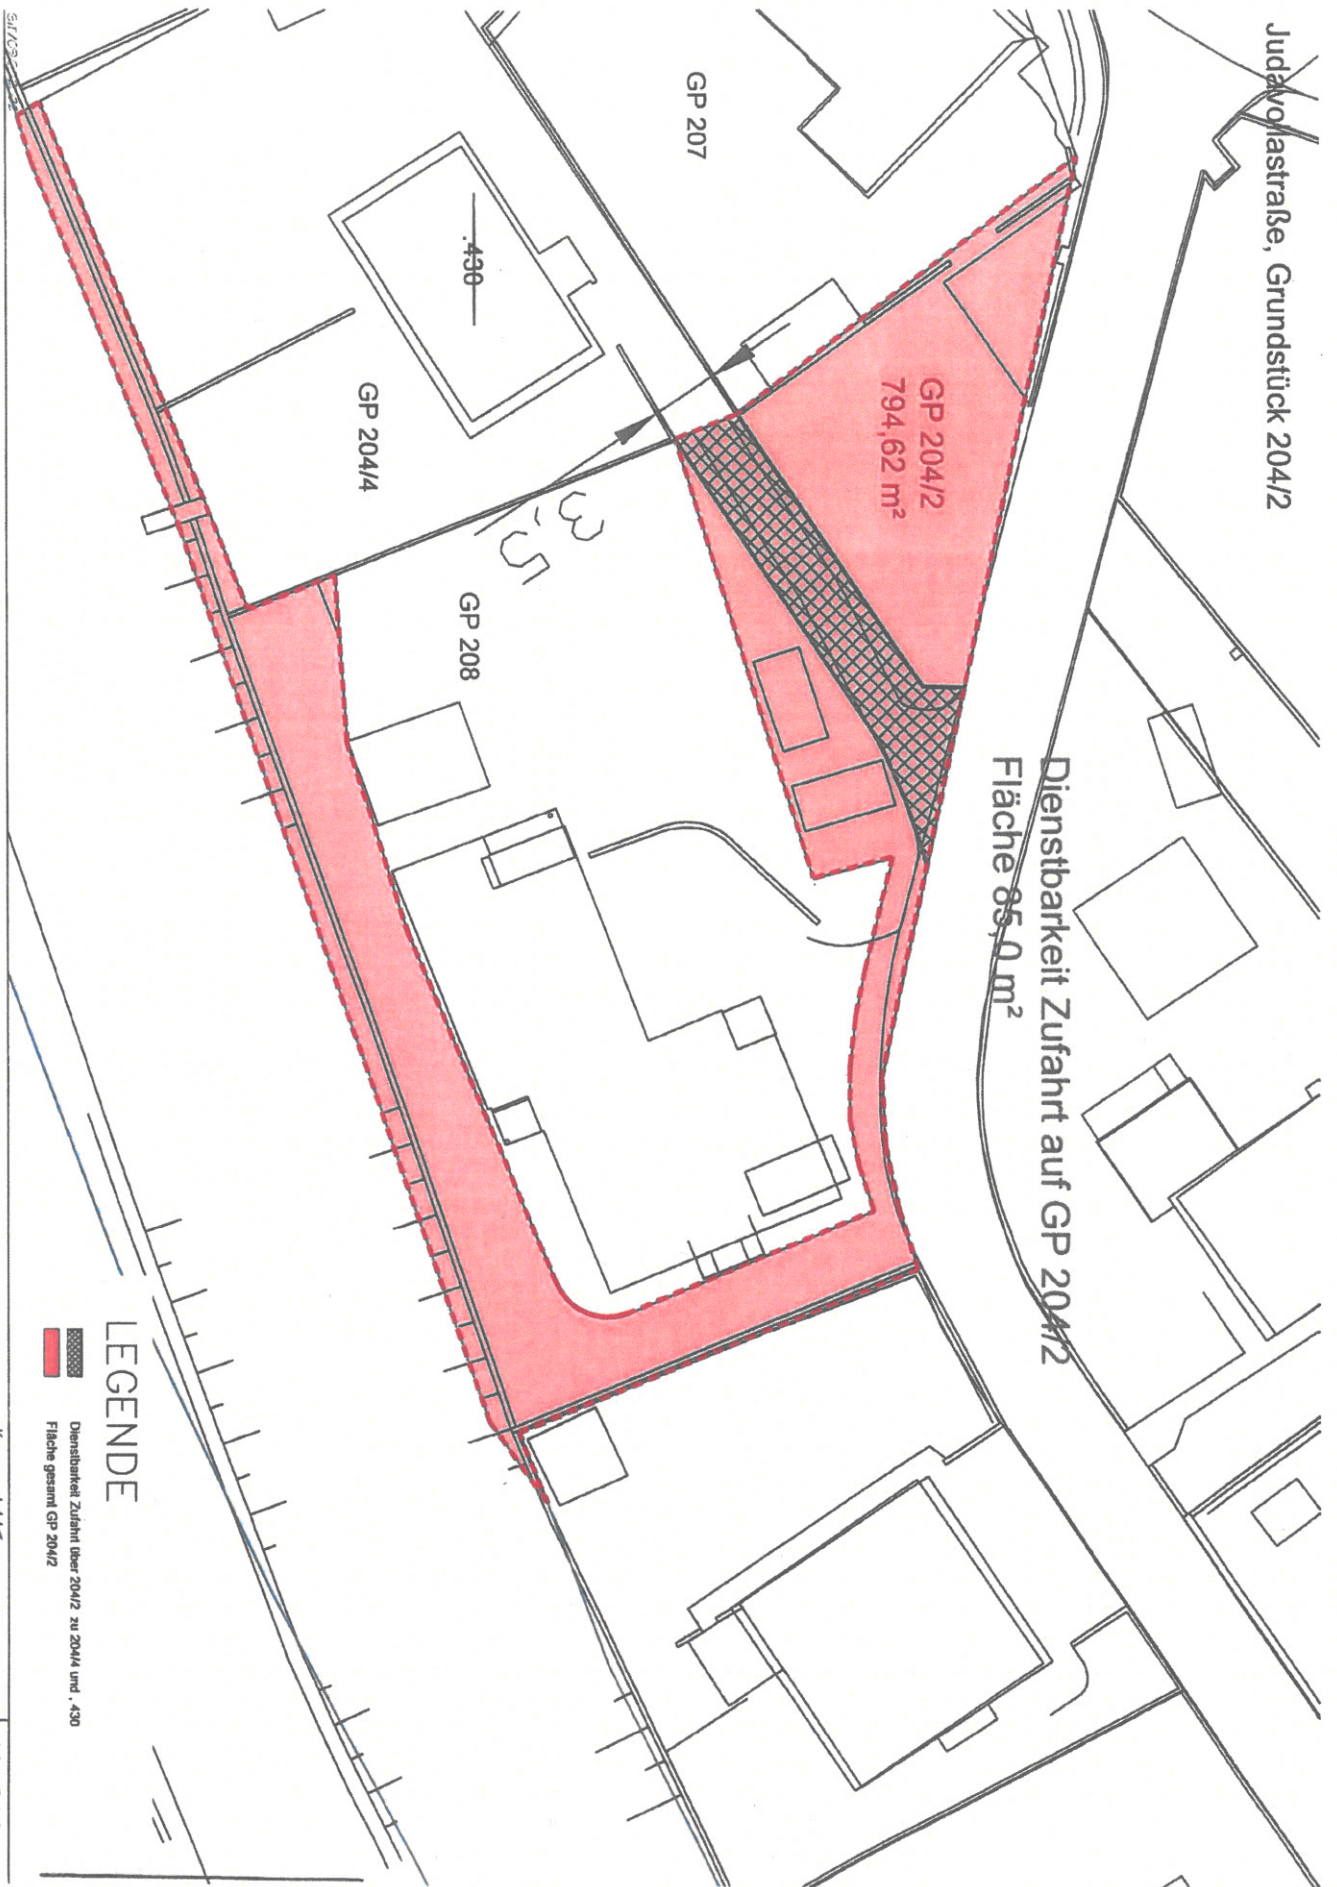 Judavollastraße, Grundstück 204/2
Dienstbarkeit Zufahrt auf GP 204/2
Fläche 85,0 m²
GP 204/2
794,62 m²
GP 207
3,5
GP 208
.430
GP 204/4
LEGENDE
Dienstbarkeit Zufahrt über 204/2 zu 204/4 und .430
Fläche gesamt GP 204/2